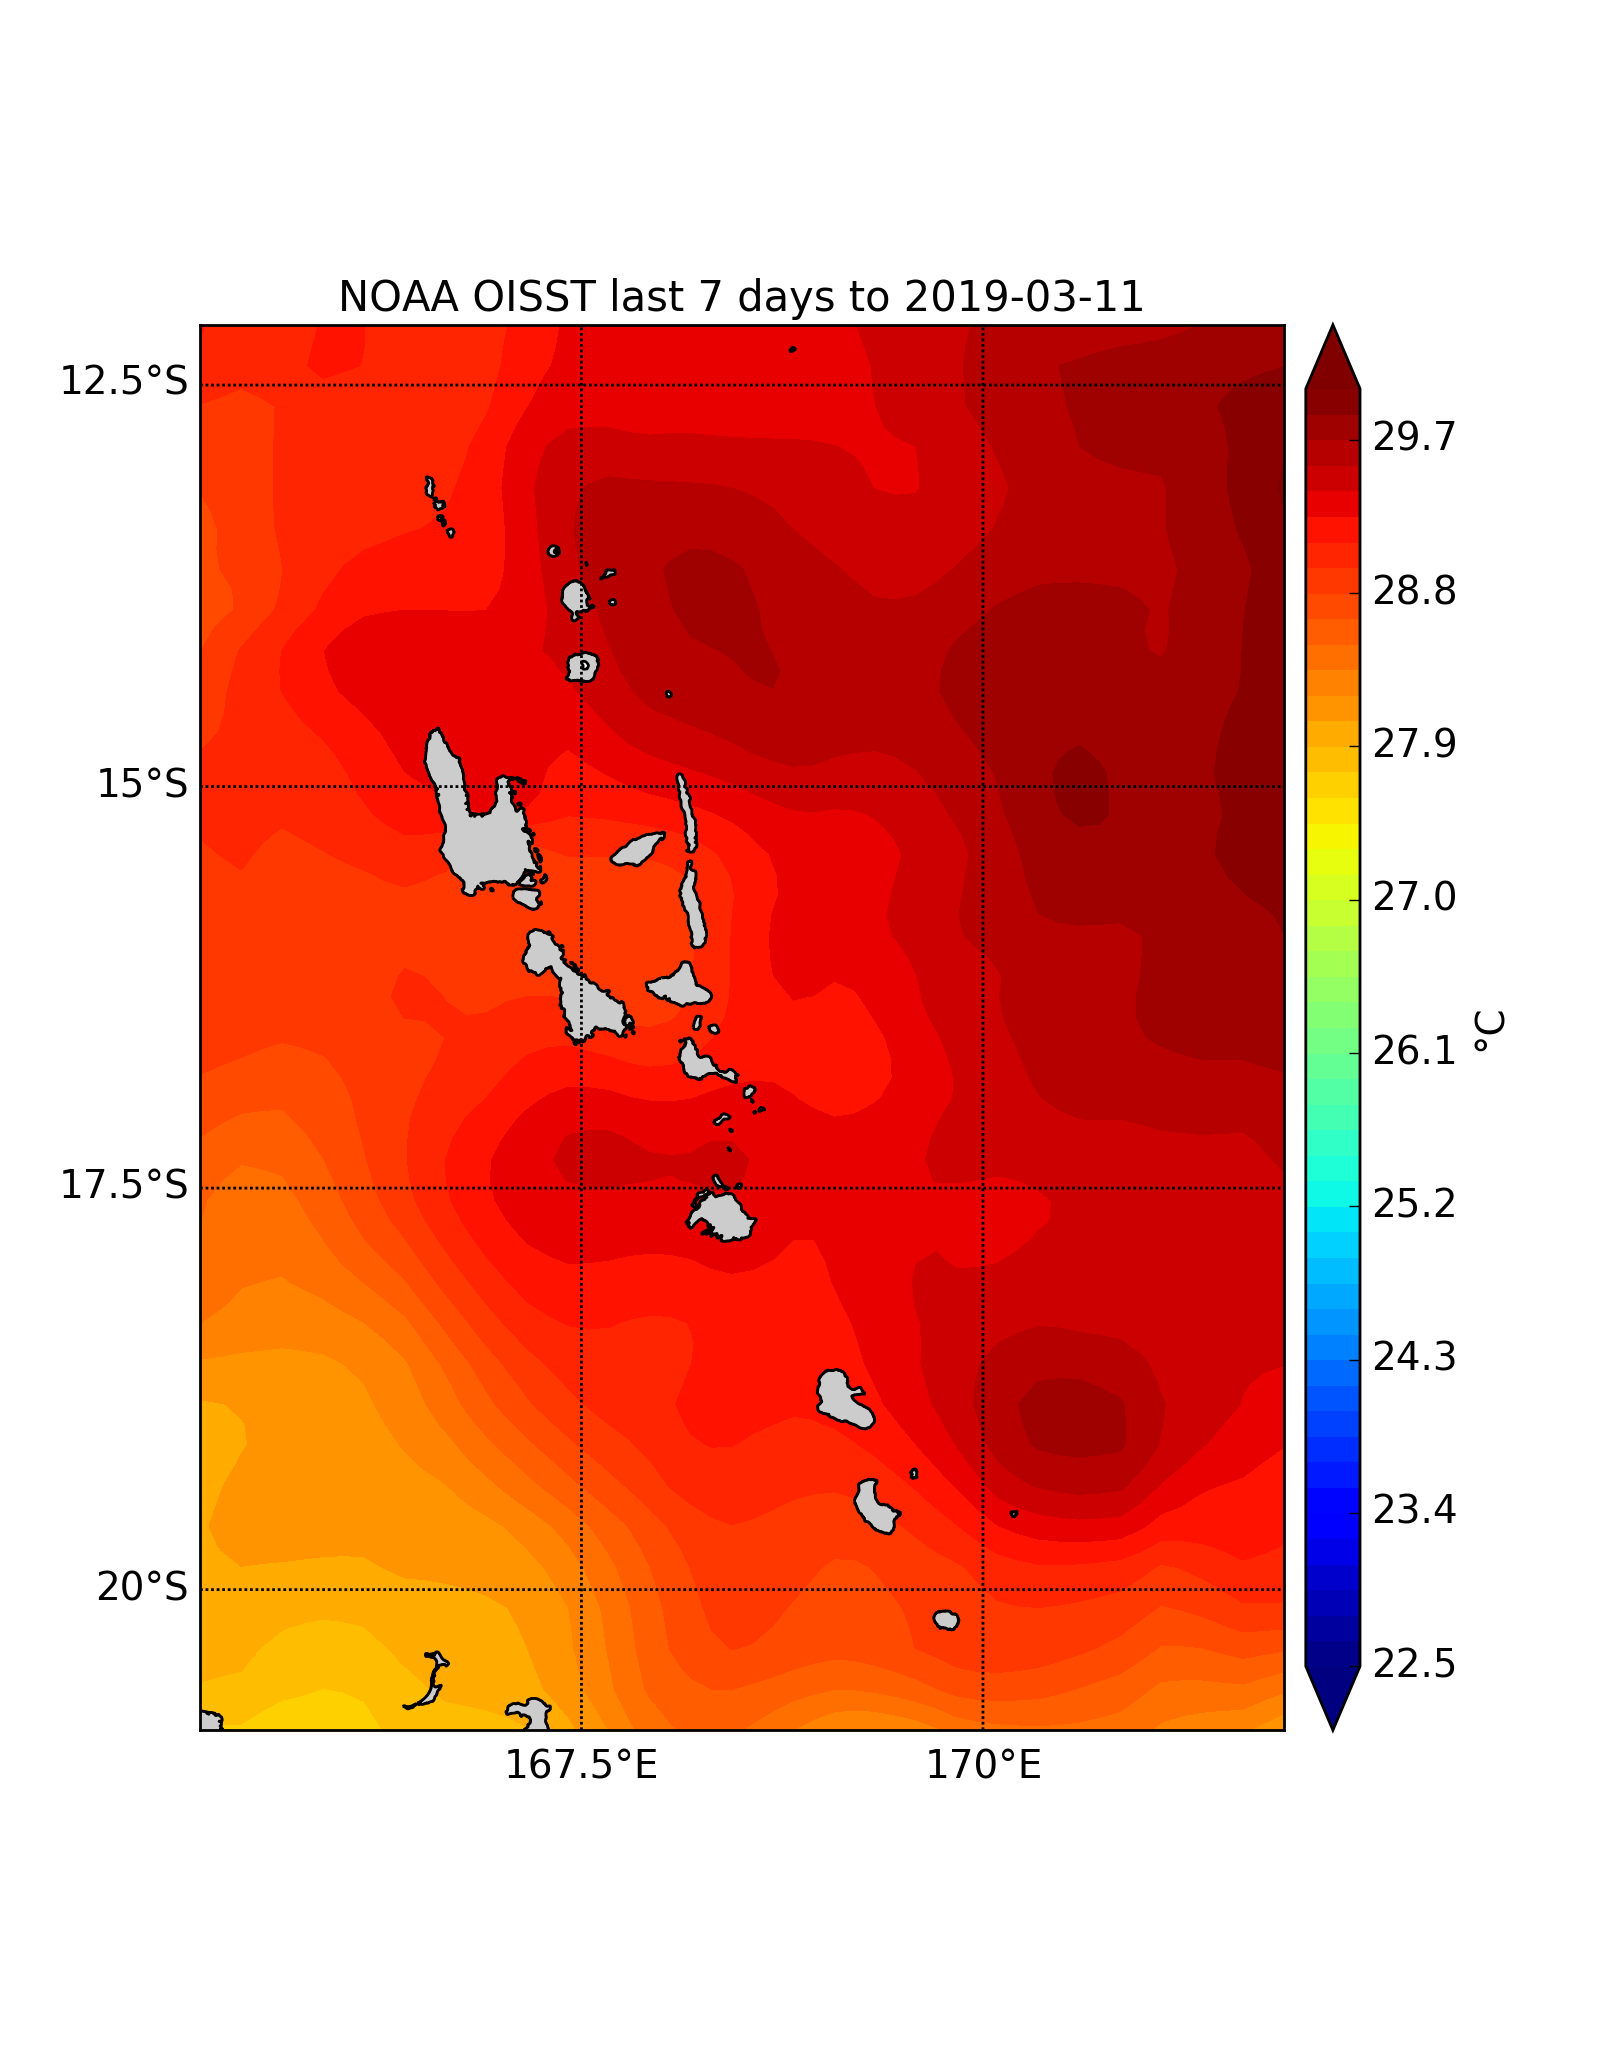 NOAA OISST last 7 days to 2019-03-11
12.5°S
15°S
17.5°S
20°S
167.5°E
170°E
29.7
28.8
27.9
27.0
26.1
25.2
24.3
23.4
22.5
°C